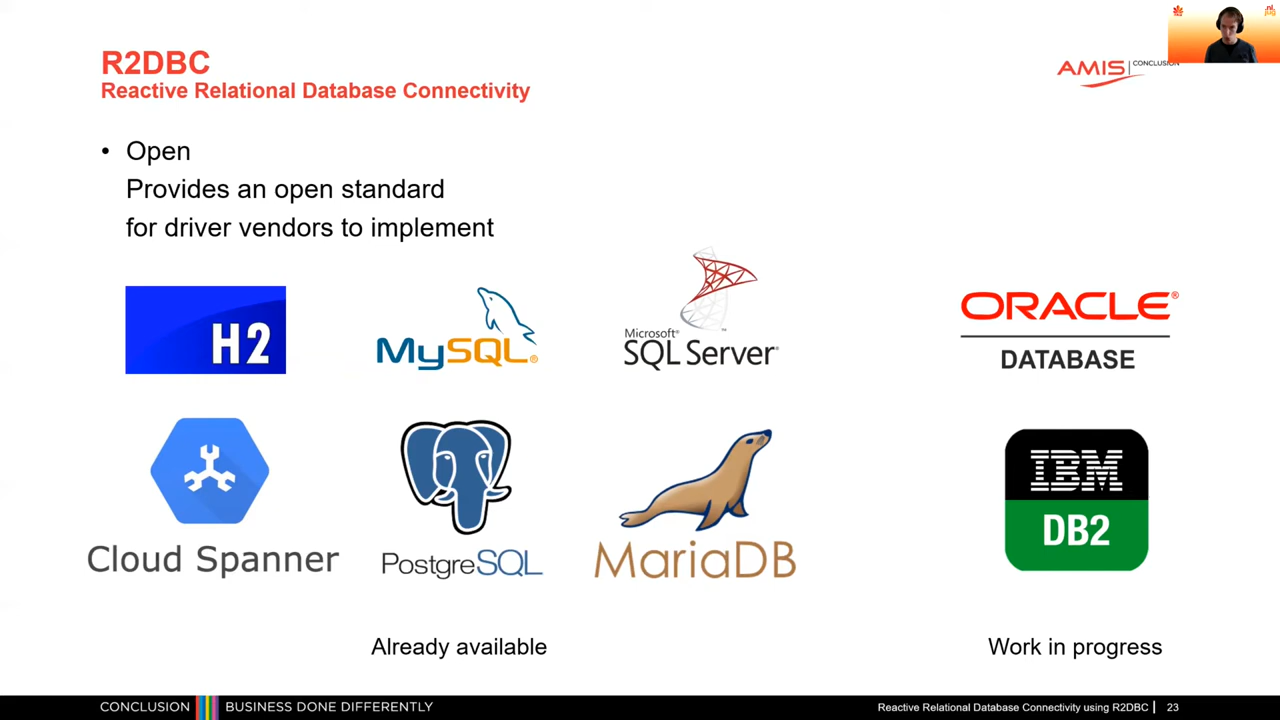 R2DBC
Reactive Relational Database Connectivity
AMIS | CONCLUSION
nl
jug
• Open
Provides an open standard
for driver vendors to implement
H2
MySQL®
Microsoft®
SQL Server®
ORACLE®
DATABASE
Cloud Spanner
PostgreSQL
MariaDB
IBM
DB2
Already available
Work in progress
CONCLUSION
BUSINESS DONE DIFFERENTLY
Reactive Relational Database Connectivity using R2DBC | 23